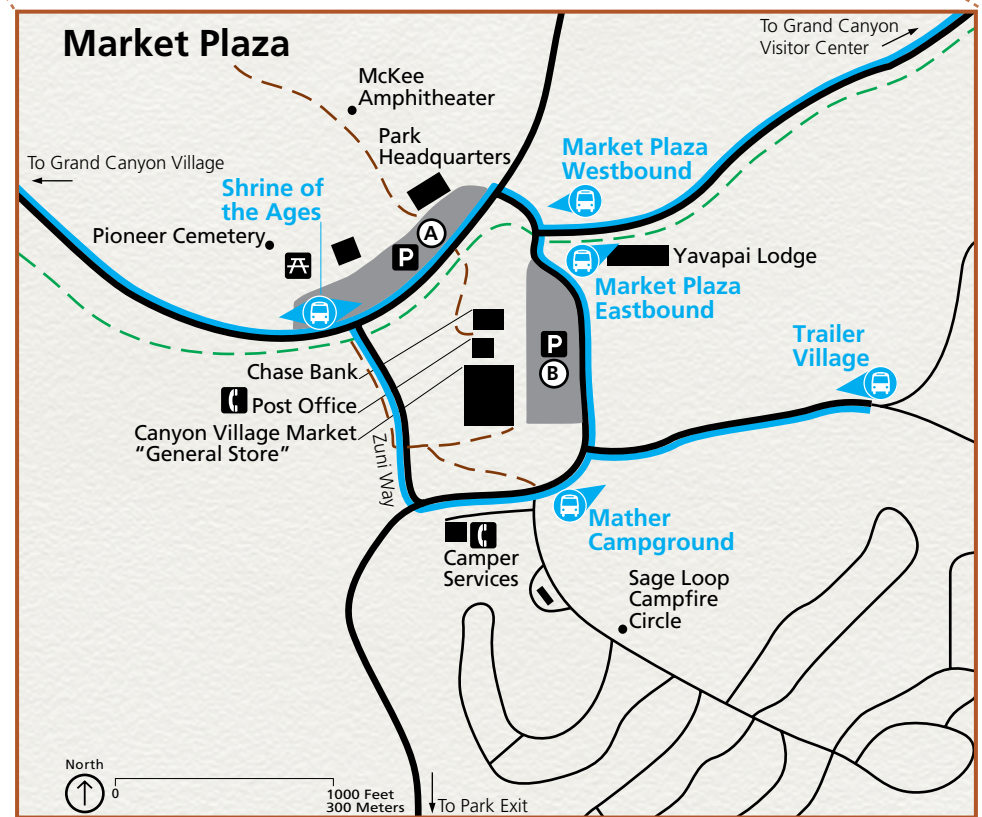 Market Plaza
To Grand Canyon
Visitor Center
McKee
Amphitheater
Park
Headquarters
To Grand Canyon Village
Market Plaza
Westbound
Shrine of
the Ages
Pioneer Cemetery
A
P
Yavapai Lodge
Market Plaza
Eastbound
Trailer
Village
P
B
Chase Bank
Post Office
Canyon Village Market
“General Store”
Zuni Way
Mather
Campground
Camper
Services
Sage Loop
Campfire
Circle
North
0
1000 Feet
300 Meters
To Park Exit